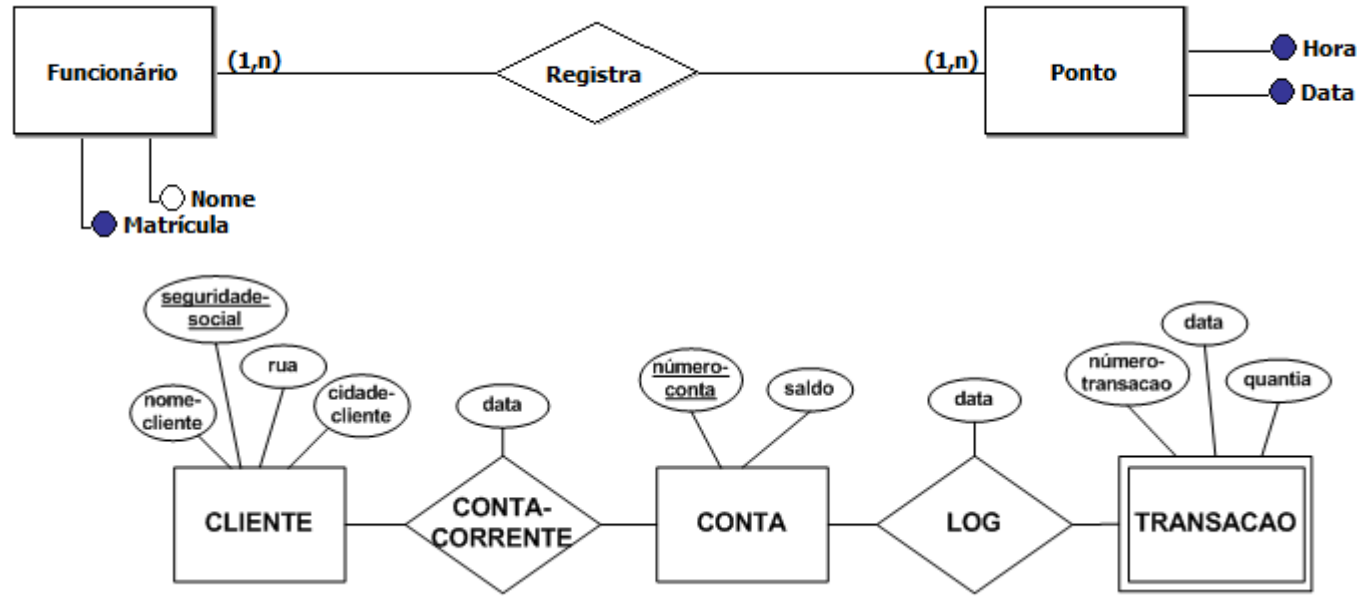 Funcionário
(1,n)
Registra
(1,n)
Ponto
Hora
Data
Nome
Matrícula
seguridade-
social
rua
nome-
cliente
cidade-
cliente
data
número-
conta
saldo
data
número-
transacao
data
quantia
CLIENTE
CONTA-
CORRENTE
CONTA
LOG
TRANSACAO